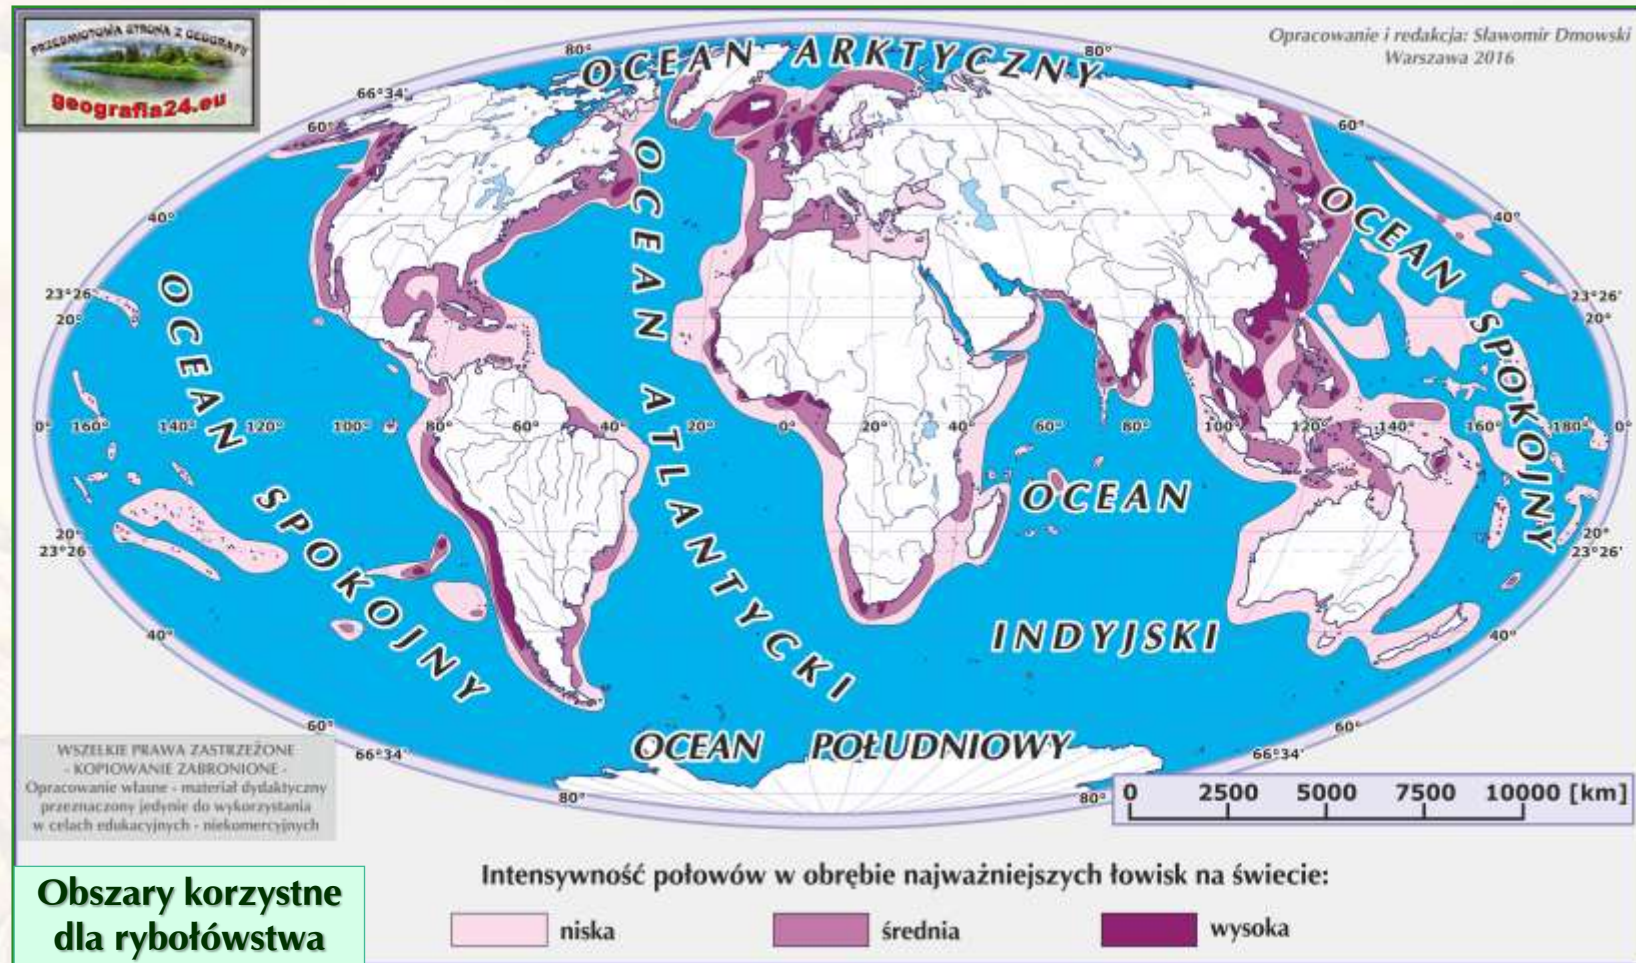 PRZEDMIOTOWA STRONA Z GEOGRAFII
geografia24.eu
Opracowanie i redakcja: Sławomir Dmowski
Warszawa 2016
OCEAN ARKTYCZNY
80°
80°
66°34'
60°
60°
40°
40°
23°26'
20°
23°26'
20°
OCEAN SPOKOJNY
OCEAN ATLANTYCKI
OCEAN SPOKOJNY
0°
160°
140°
120°
100°
80°
60°
40°
20°
0°
20°
40°
60°
80°
100°
120°
140°
160°
180°
0°
OCEAN
INDYJSKI
20°
23°26'
20°
23°26'
40°
40°
60°
60°
66°34'
66°34'
OCEAN POŁUDNIOWY
80°
80°
WSZELKIE PRAWA ZASTRZEŻONE
- KOPIOWANIE ZABRONIONE -
Opracowanie własne - materiał dydaktyczny
przeznaczony jedynie do wykorzystania
w celach edukacyjnych - niekomercyjnych
0 2500 5000 7500 10000 [km]
Obszary korzystne
dla rybołówstwa
Intensywność połowów w obrębie najważniejszych łowisk na świecie:
niska średnia wysoka